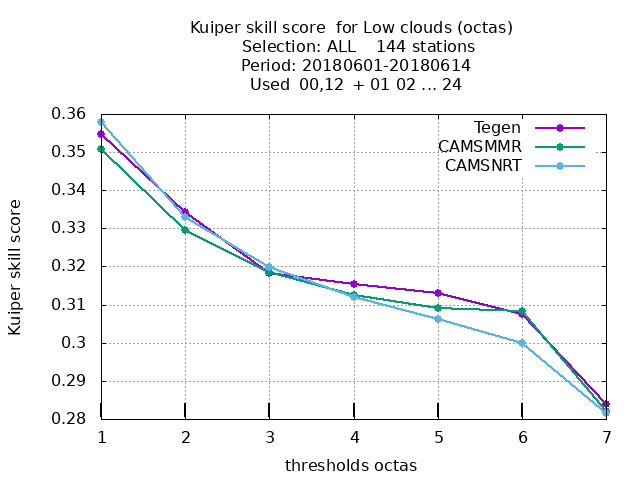 Kuiper skill score  for Low clouds (octas)
Selection: ALL    144 stations
Period: 20180601-20180614
Used  00,12  + 01 02 ... 24
0.36
0.35
0.34
0.33
0.32
0.31
0.3
0.29
0.28
Kuiper skill score
Tegen
CAMSMMR
CAMSNRT
1 2 3 4 5 6 7
thresholds octas